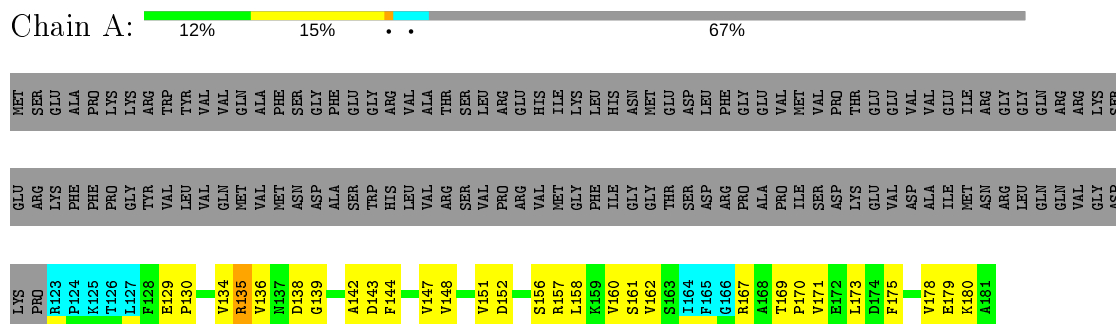 Chain A:
12% 15% • • 67%
MET SER GLU ALA PRO LYS LYS ARG TRP TYR VAL VAL GLN ALA PHE SER GLY PHE GLU GLY ARG VAL ALA THR SER LEU ARG GLU HIS ILE LYS LEU HIS ASN MET GLU ASP LEU PHE GLY GLU VAL MET VAL PRO THR GLU GLU VAL VAL GLU ILE ARG GLY GLY GLN ARG ARG LYS SER
GLU ARG LYS PHE PHE PRO GLY TYR VAL LEU VAL GLN MET VAL MET ASN ASP ALA SER TRP HIS LEU VAL ARG SER VAL PRO ARG VAL MET GLY PHE ILE GLY GLY THR SER ASP ARG PRO ALA PRO ILE SER ASP LYS GLU VAL ASP ALA ILE MET ASN ARG LEU GLN GLN VAL GLY ASP
LYS PRO R123 P124 K125 T126 L127 F128 E129 P130 V134 R135 V136 N137 D138 G139 A142 D143 F144 V147 V148 V151 D152 S156 R157 L158 K159 V160 S161 V162 S163 I164 F165 G166 R167 A168 T169 P170 V171 E172 L173 D174 F175 V178 E179 K180 A181